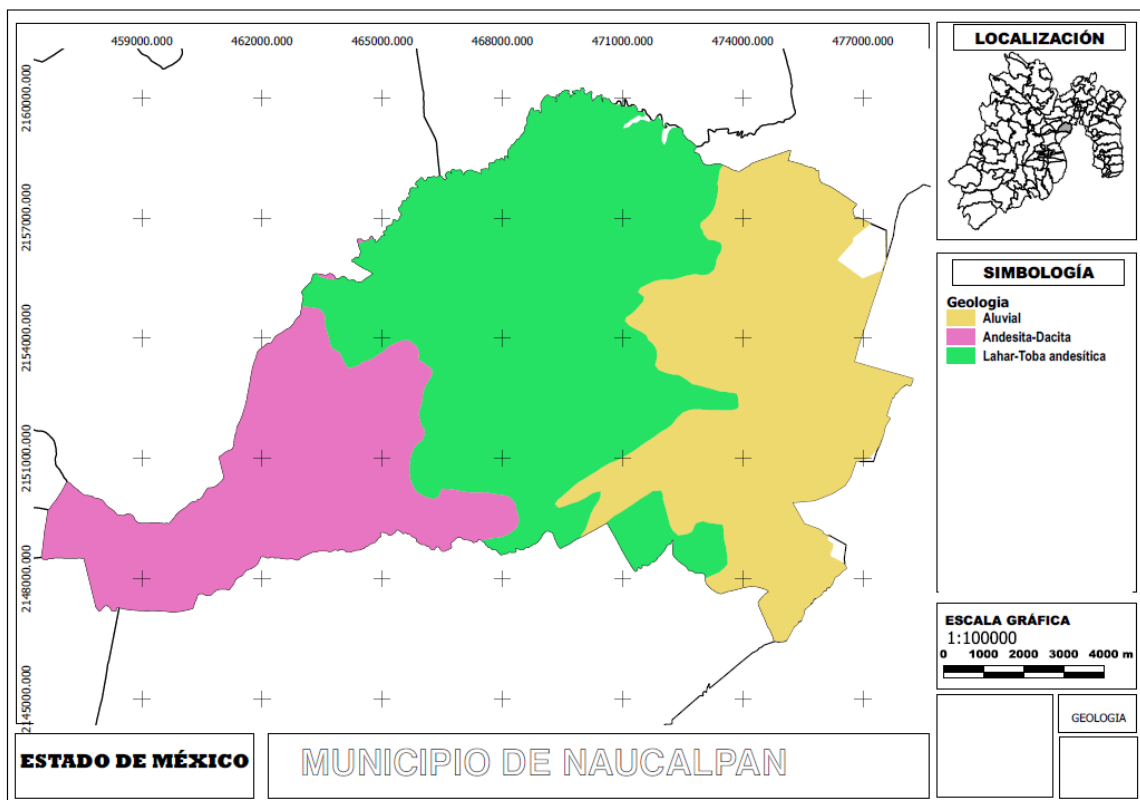 459000.000 462000.000 465000.000 468000.000 471000.000 474000.000 477000.000
2160000.000
2157000.000
2154000.000
2151000.000
2148000.000
2145000.000
LOCALIZACIÓN
SIMBOLOGÍA
Geologia
Aluvial
Andesita-Dacita
Lahar-Toba andesítica
ESCALA GRÁFICA
1:100000
0 1000 2000 3000 4000 m
GEOLOGIA
ESTADO DE MÉXICO
MUNICIPIO DE NAUCALPAN